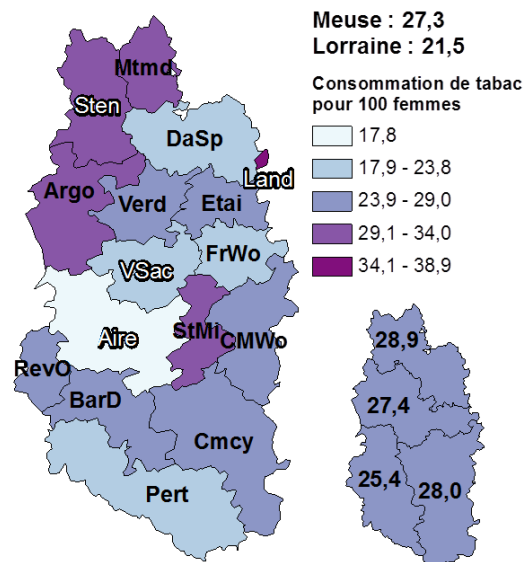 Meuse : 27,3
Lorraine : 21,5
Consommation de tabac
pour 100 femmes
17,8
17,9 - 23,8
23,9 - 29,0
29,1 - 34,0
34,1 - 38,9
Mtmd
Sten
DaSp
Land
Argo
Verd
Etai
VSac
FrWo
Aire
StMi
CMWo
RevO
BarD
Cmcy
Pert
28,9
27,4
25,4
28,0